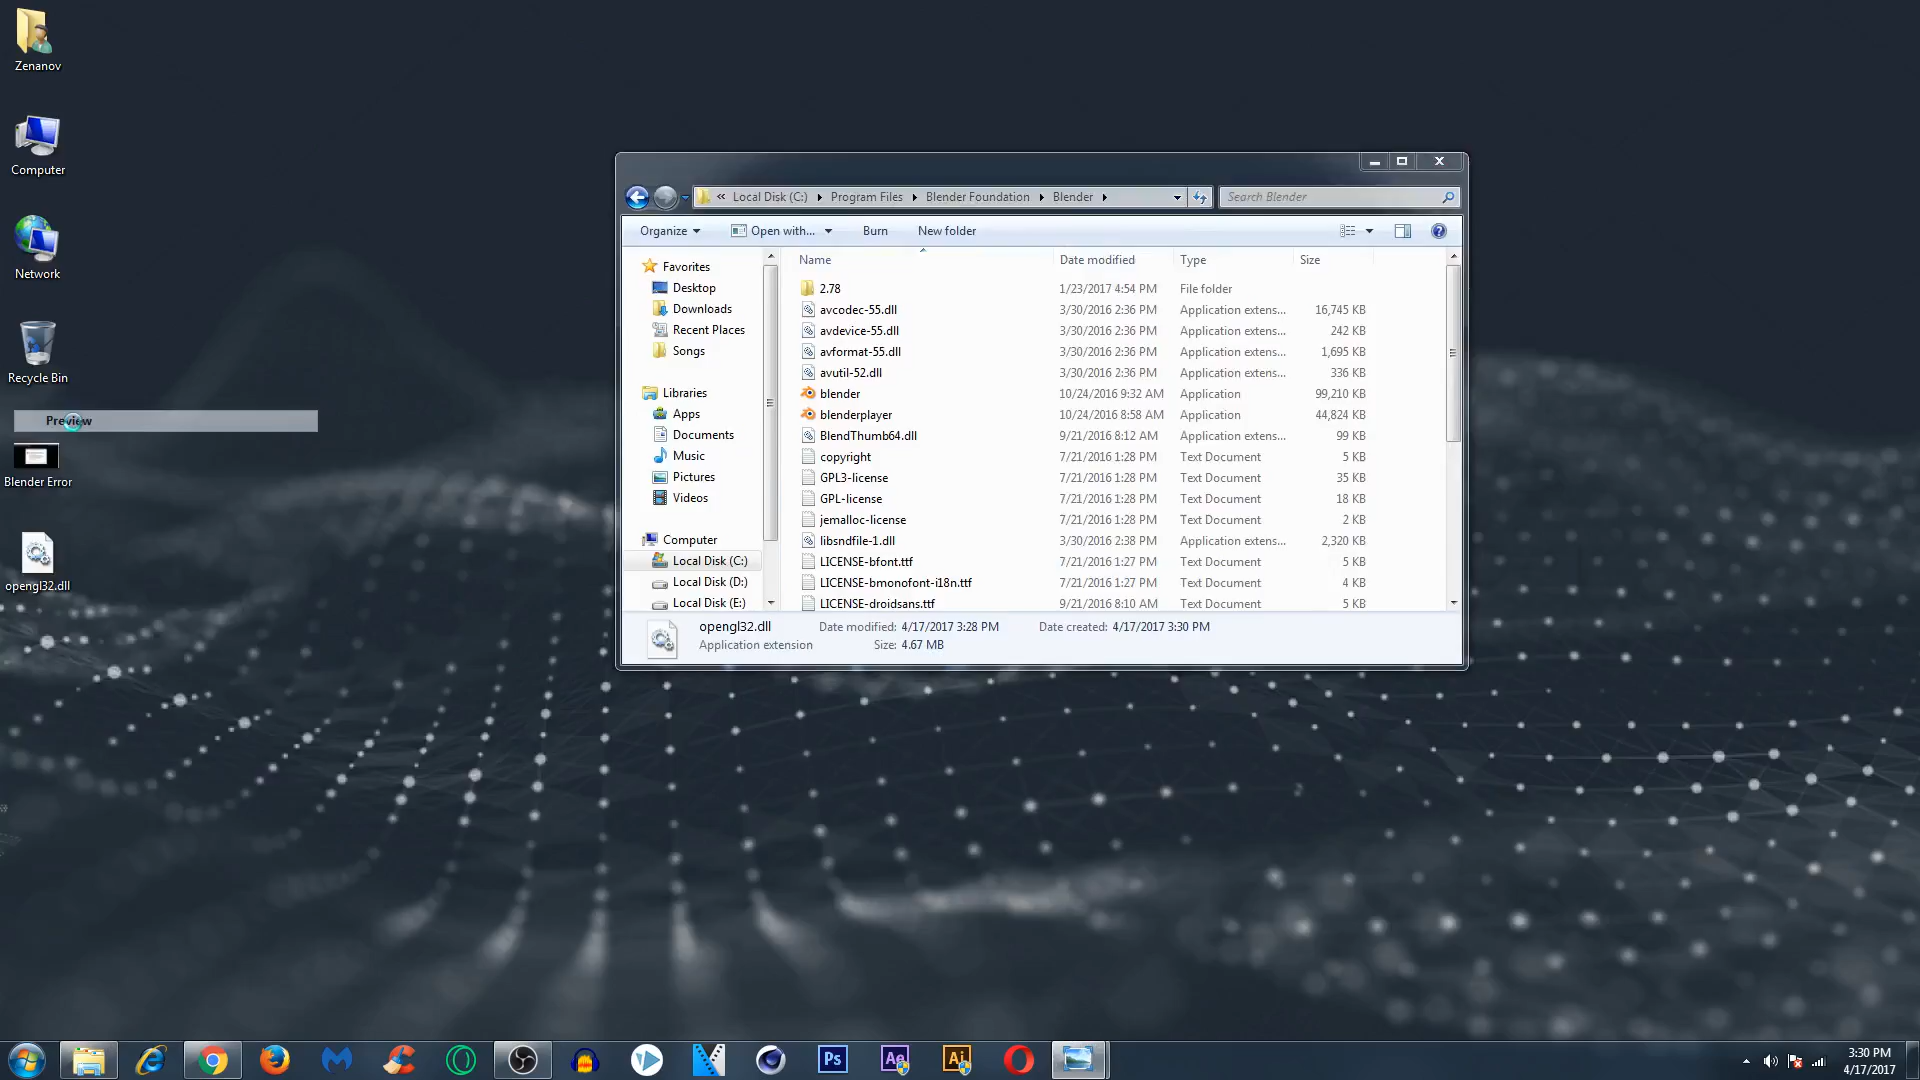 Zenanov
Computer
Network
Recycle Bin
Preview
Blender Error
opengl32.dll
« Local Disk (C:) Program Files Blender Foundation Blender
Search Blender
Organize Open with... Burn New folder
Favorites
Desktop
Downloads
Recent Places
Songs
Libraries
Apps
Documents
Music
Pictures
Videos
Computer
Local Disk (C:)
Local Disk (D:)
Local Disk (E:)
Name Date modified Type Size
2.78 1/23/2017 4:54 PM File folder
avcodec-55.dll 3/30/2016 2:36 PM Application extens... 16,745 KB
avdevice-55.dll 3/30/2016 2:36 PM Application extens... 242 KB
avformat-55.dll 3/30/2016 2:36 PM Application extens... 1,695 KB
avutil-52.dll 3/30/2016 2:36 PM Application extens... 336 KB
blender 10/24/2016 9:32 AM Application 99,210 KB
blenderplayer 10/24/2016 8:58 AM Application 44,824 KB
BlendThumb64.dll 9/21/2016 8:12 AM Application extens... 99 KB
copyright 7/21/2016 1:28 PM Text Document 5 KB
GPL3-license 7/21/2016 1:28 PM Text Document 35 KB
GPL-license 7/21/2016 1:28 PM Text Document 18 KB
jemalloc-license 7/21/2016 1:28 PM Text Document 2 KB
libsndfile-1.dll 3/30/2016 2:38 PM Application extens... 2,320 KB
LICENSE-bfont.ttf 7/21/2016 1:27 PM Text Document 5 KB
LICENSE-bmonofont-i18n.ttf 7/21/2016 1:27 PM Text Document 4 KB
LICENSE-droidsans.ttf 9/21/2016 8:10 AM Text Document 5 KB
opengl32.dll Date modified: 4/17/2017 3:28 PM Date created: 4/17/2017 3:30 PM
Application extension Size: 4.67 MB
Ps Ae Ai
3:30 PM
4/17/2017